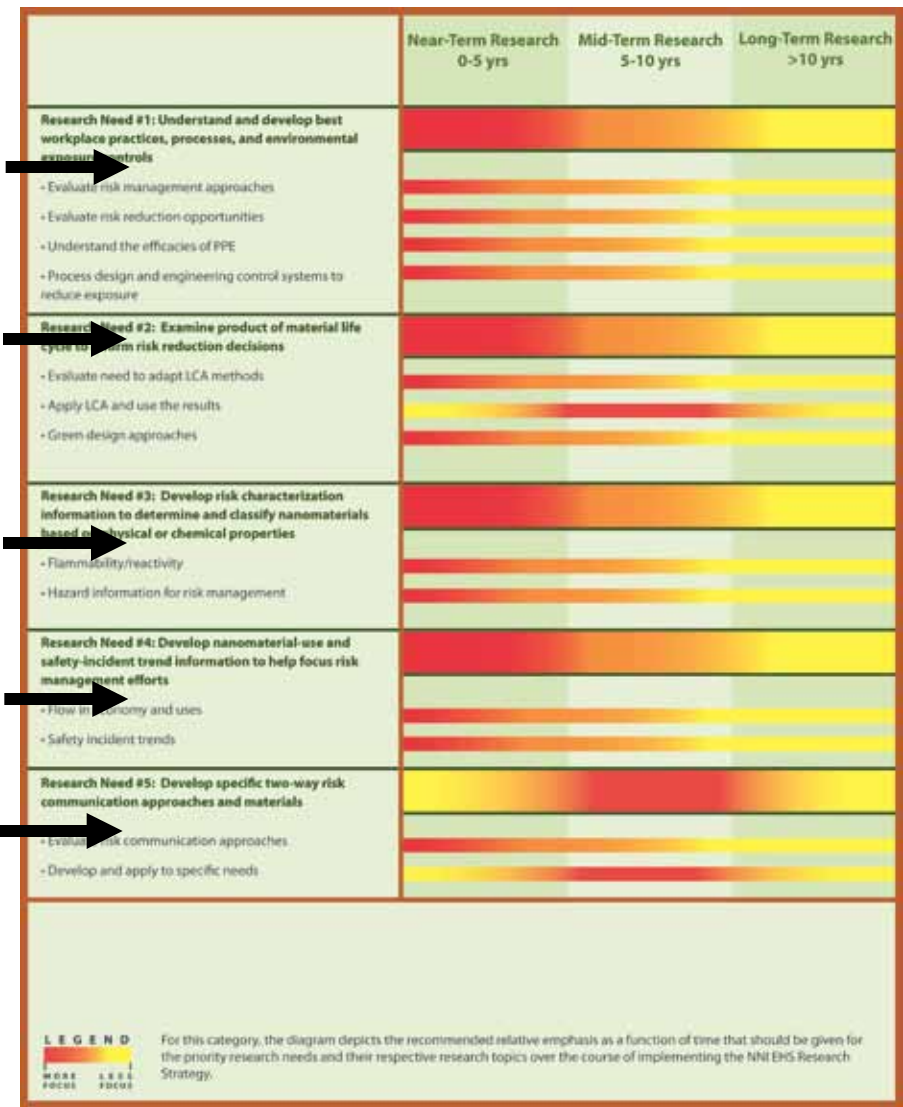 Near-Term Research Mid-Term Research Long-Term Research
0-5 yrs 5-10 yrs >10 yrs
Research Need #1: Understand and develop best
workplace practices, processes, and environmental
exposure controls
• Evaluate risk management approaches
• Evaluate risk reduction opportunities
• Understand the efficacies of PPE
• Process design and engineering control systems to
reduce exposure
Research Need #2: Examine product of material life
cycle to inform risk reduction decisions
• Evaluate need to adapt LCA methods
• Apply LCA and use the results
• Green design approaches
Research Need #3: Develop risk characterization
information to determine and classify nanomaterials
based on physical or chemical properties
• Flammability/reactivity
• Hazard information for risk management
Research Need #4: Develop nanomaterial-use and
safety-incident trend information to help focus risk
management efforts
• Flow in economy and uses
• Safety incident trends
Research Need #5: Develop specific two-way risk
communication approaches and materials
• Evaluate risk communication approaches
• Develop and apply to specific needs
LEGEND
MORE LESS
FOCUS FOCUS
For this category, the diagram depicts the recommended relative emphasis as a function of time that should be given for
the priority research needs and their respective research topics over the course of implementing the NNI EHS Research
Strategy.